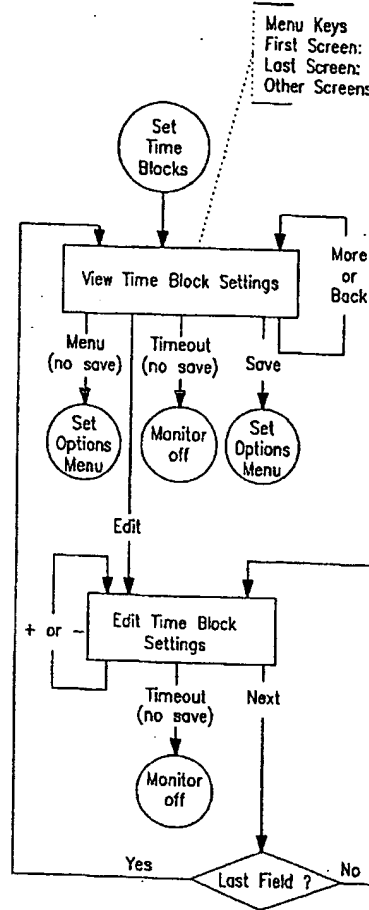 Menu Keys
First Screen:
Last Screen:
Other Screens
Set
Time
Blocks
View Time Block Settings
More
or
Back
Menu
(no save)
Timeout
(no save)
Save
Set
Options
Menu
Monitor
off
Set
Options
Menu
Edit
+ or -
Edit Time Block
Settings
Timeout
(no save)
Next
Monitor
off
Yes
Last Field ?
No